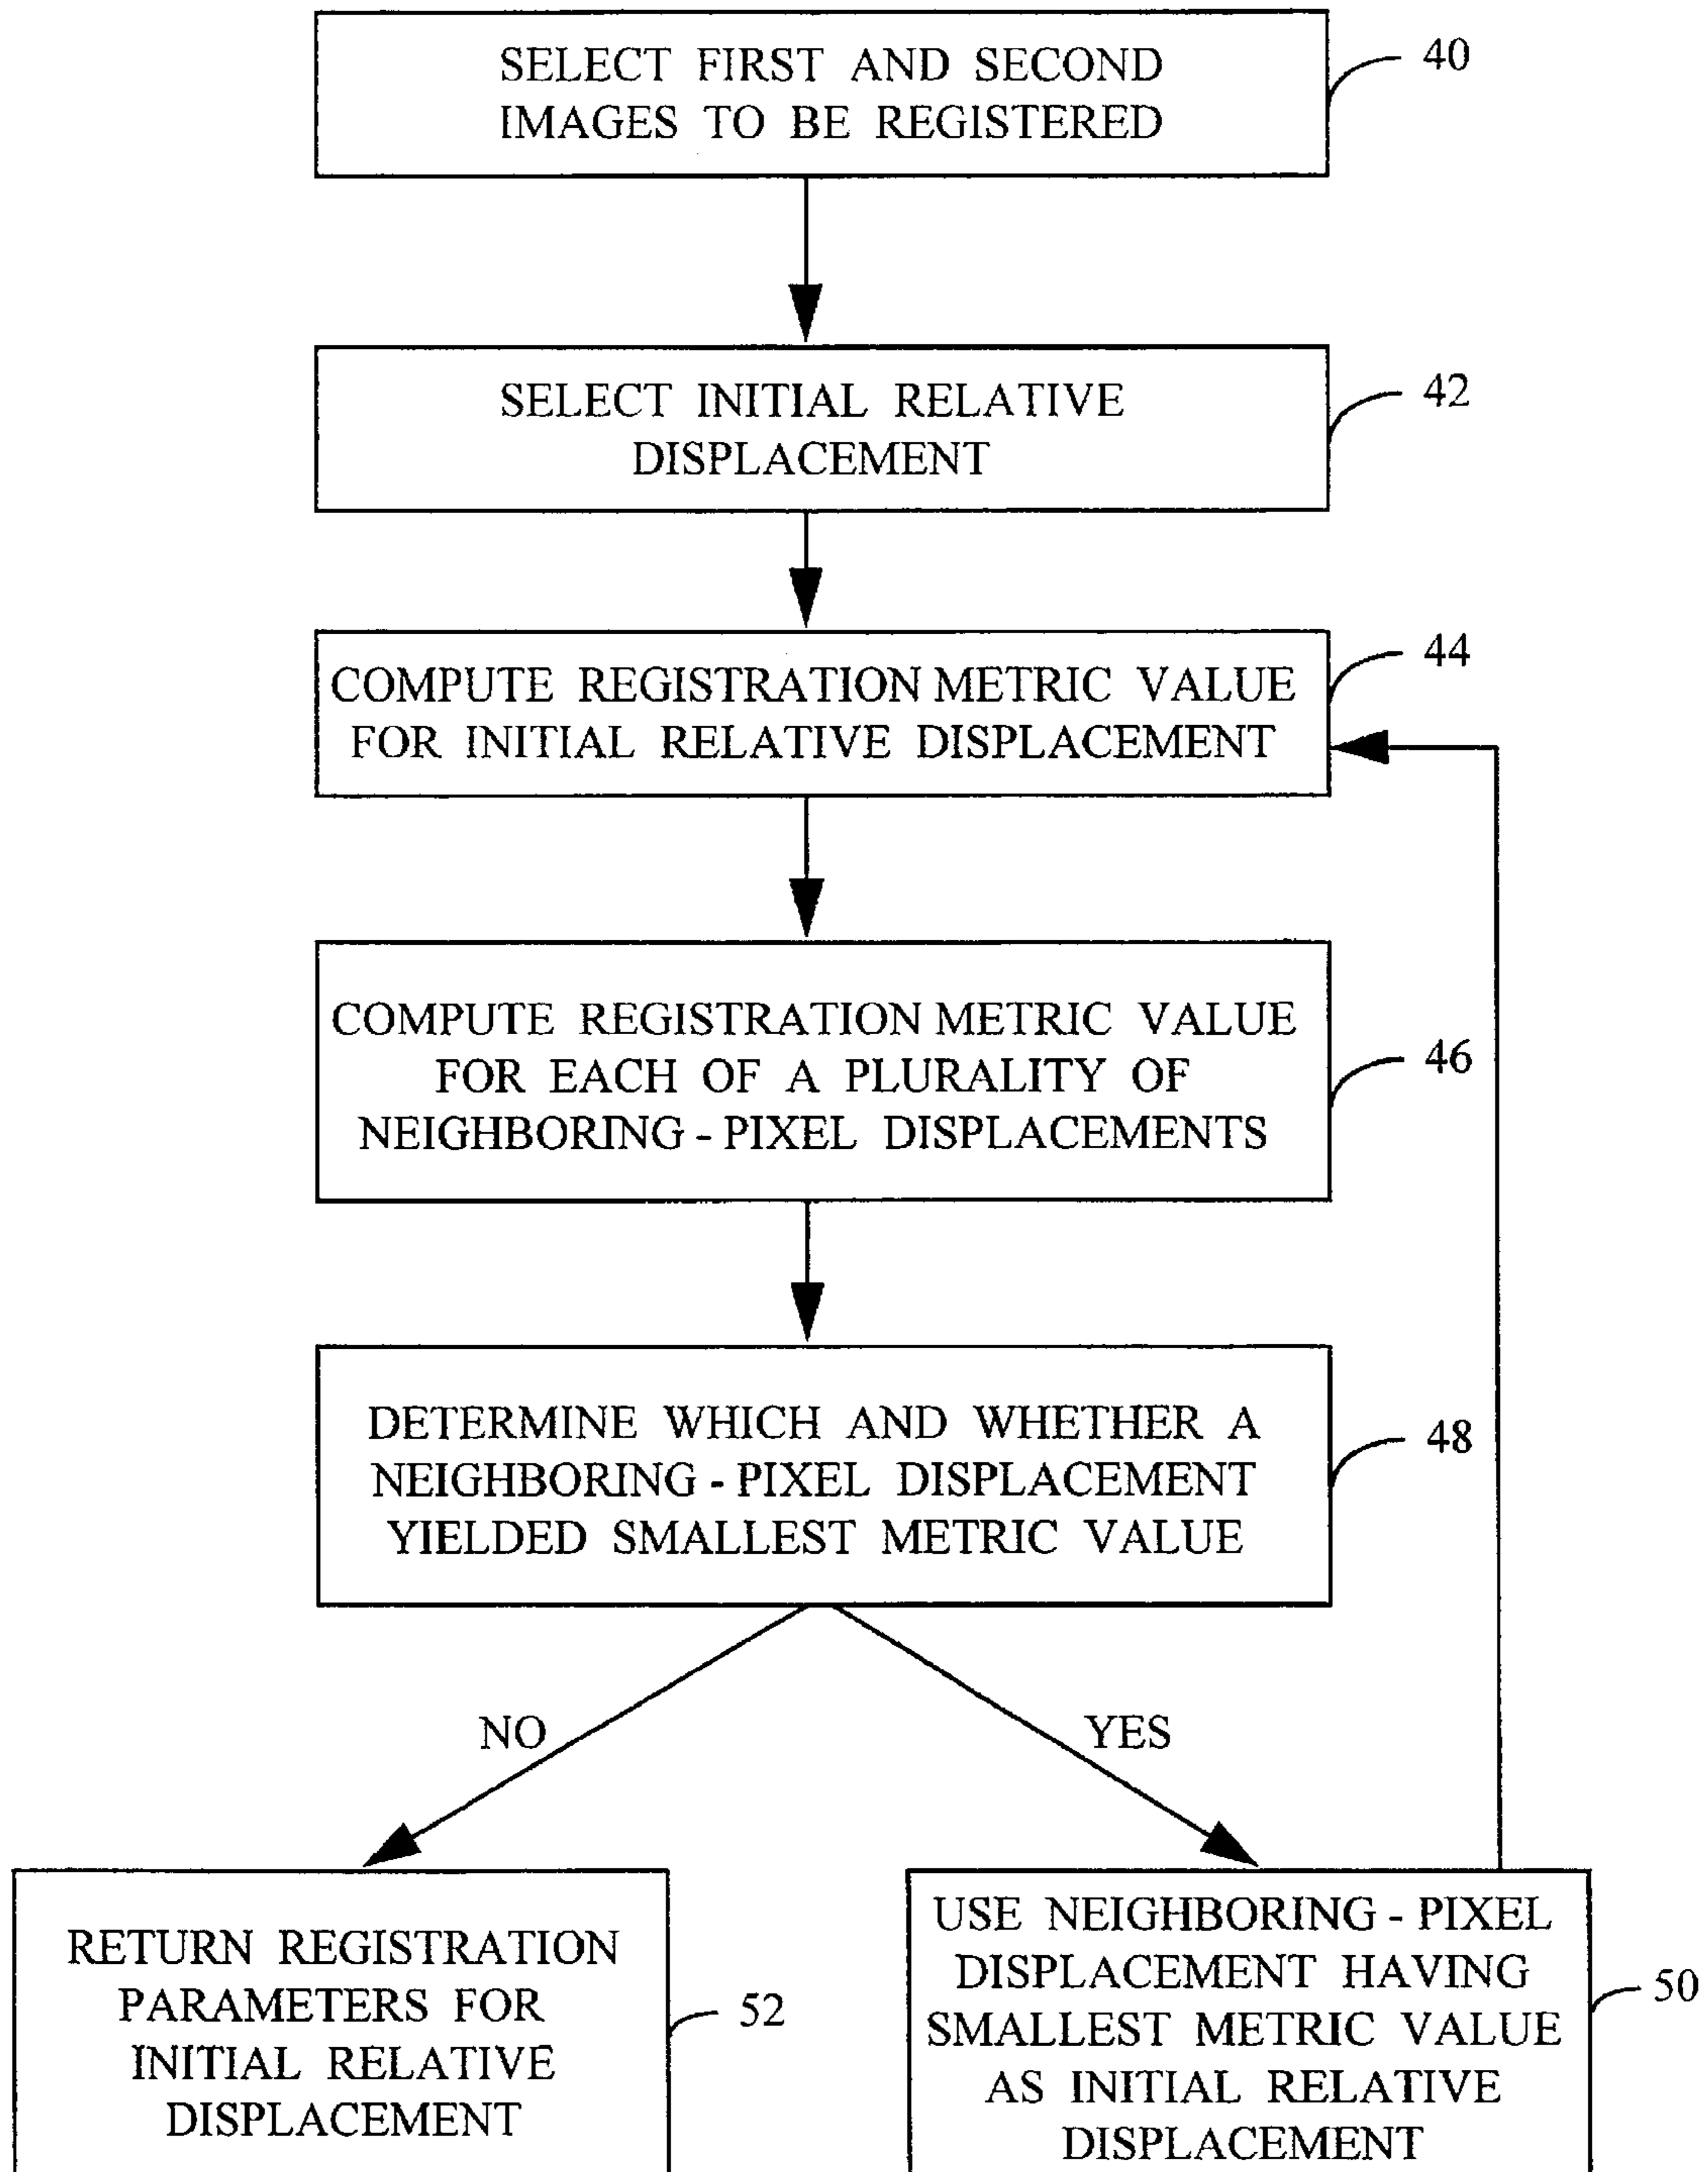 SELECT FIRST AND SECOND
IMAGES TO BE REGISTERED
40
SELECT INITIAL RELATIVE
DISPLACEMENT
42
COMPUTE REGISTRATION METRIC VALUE
FOR INITIAL RELATIVE DISPLACEMENT
44
COMPUTE REGISTRATION METRIC VALUE
FOR EACH OF A PLURALITY OF
NEIGHBORING - PIXEL DISPLACEMENTS
46
DETERMINE WHICH AND WHETHER A
NEIGHBORING - PIXEL DISPLACEMENT
YIELDED SMALLEST METRIC VALUE
48
NO
YES
RETURN REGISTRATION
PARAMETERS FOR
INITIAL RELATIVE
DISPLACEMENT
52
USE NEIGHBORING - PIXEL
DISPLACEMENT HAVING
SMALLEST METRIC VALUE
AS INITIAL RELATIVE
DISPLACEMENT
50